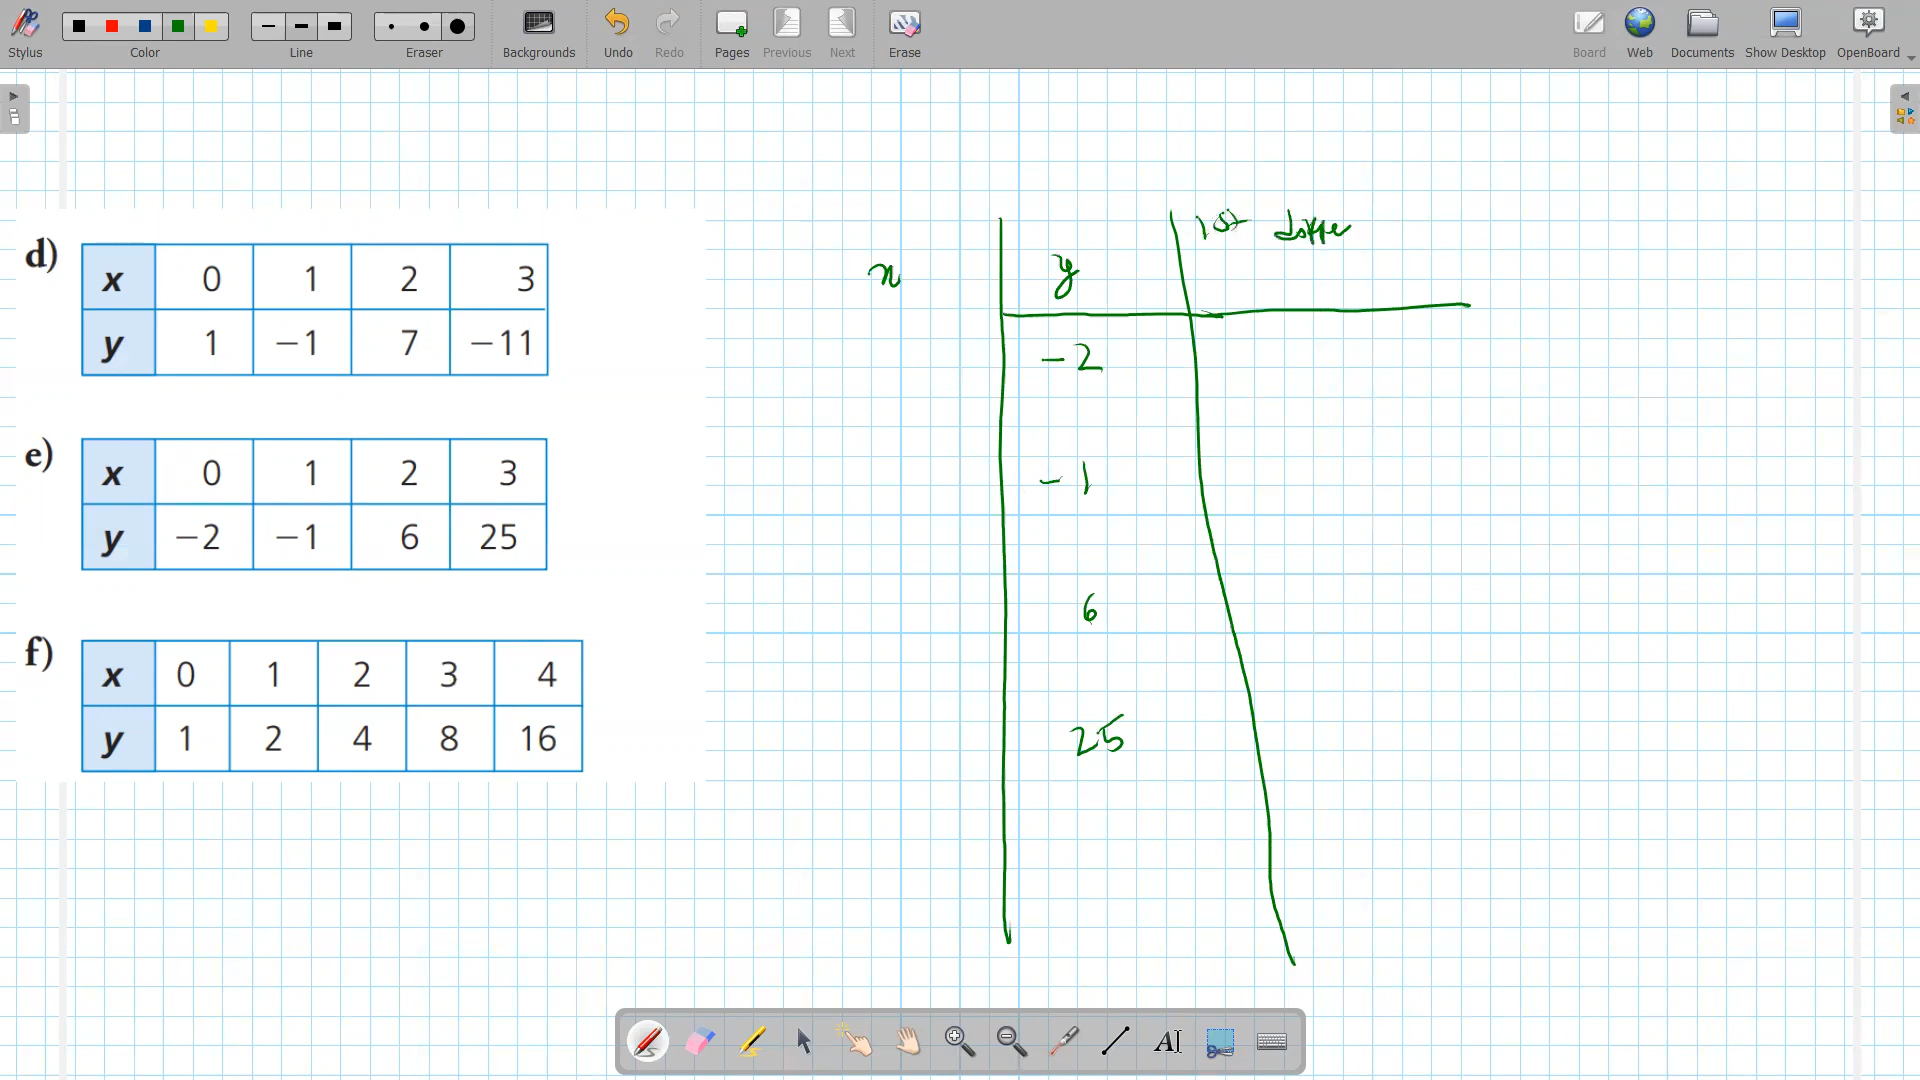 Stylus Color Line Eraser Backgrounds Undo Redo Pages Previous Next Erase Board Web Documents Show Desktop OpenBoard
d) x 0 1 2 3
y 1 −1 7 −11
e) x 0 1 2 3
y −2 −1 6 25
f) x 0 1 2 3 4
y 1 2 4 8 16
1st
x y
-2
-1
6
25